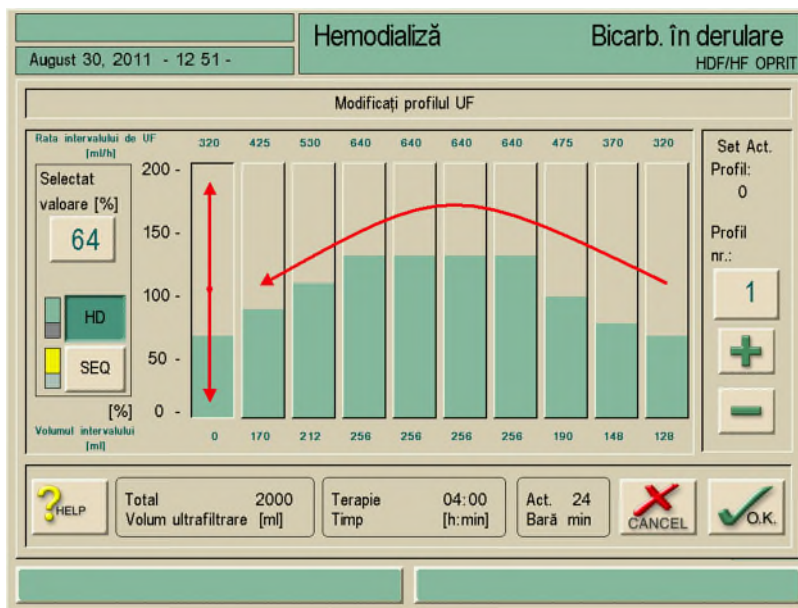 Hemodializă Bicarb. în derulare
August 30, 2011 - 12 51 - HDF/HF OPRIT
Modificați profilul UF
Rata intervalului de UF 320 425 530 640 640 640 640 475 370 320
[ml/h]
Selectat
valoare [%]
64
HD
SEQ
200 -
150 -
100 -
50 -
[%] 0 -
Volumul intervalului 0 170 212 256 256 256 256 190 148 128
[ml]
Set Act.
Profil:
0
Profil
nr.:
1
? HELP
Total 2000
Volum ultrafiltrare [ml]
Terapie 04:00
Timp [h:min]
Act. 24
Bară min
CANCEL
O.K.